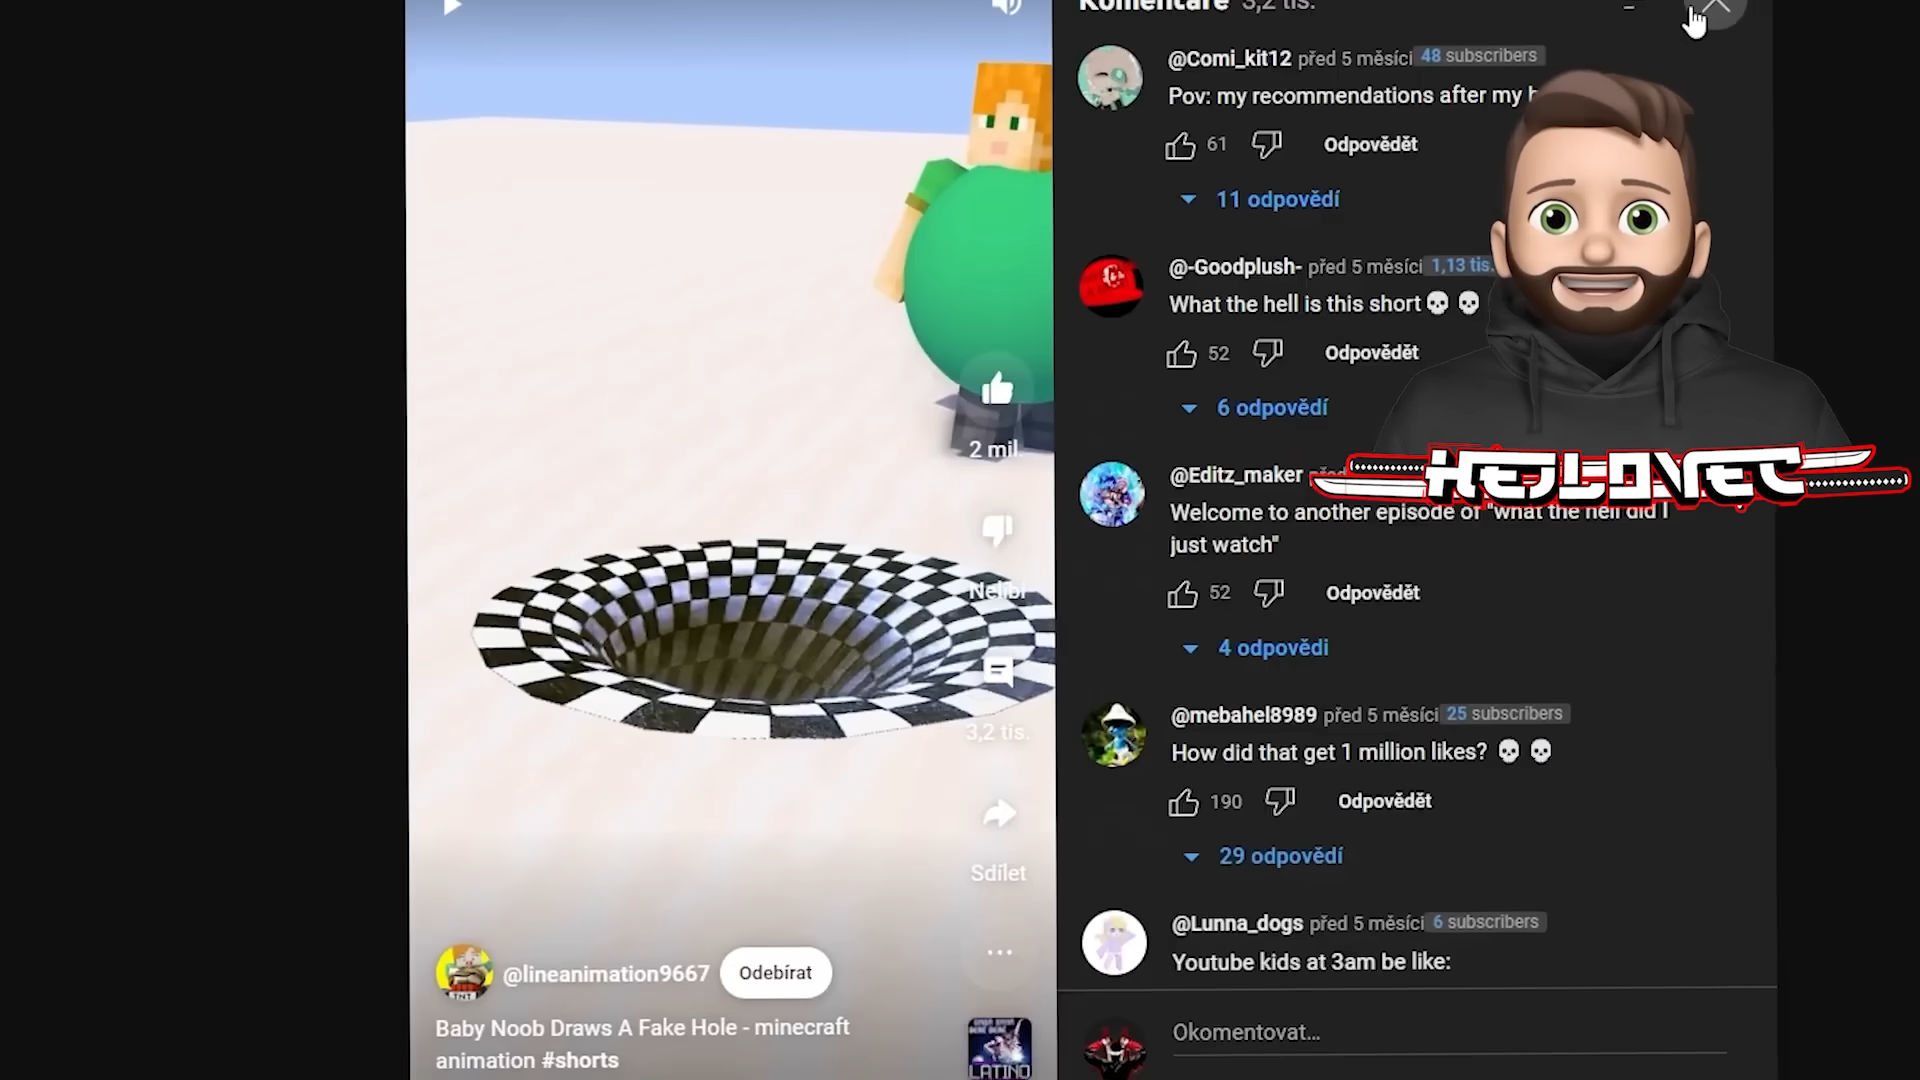 Komentáře 3,2 tis.
@Comi_kit12 před 5 měsíci 48 subscribers
Pov: my recommendations after my
61 Odpovědět
11 odpovědí
@-Goodplush- před 5 měsíci 1,13 tis.
What the hell is this short💀 💀
52 Odpovědět
6 odpovědí
@Editz_maker
HEJLOVEC
Welcome to another episode of "what the hell did I
just watch"
52 Odpovědět
4 odpovědi
@mebahel8989 před 5 měsíci 25 subscribers
How did that get 1 million likes? 💀 💀
190 Odpovědět
29 odpovědí
@Lunna_dogs před 5 měsíci 6 subscribers
Youtube kids at 3am be like:
Okomentovat...
2 mil.
Nelíbí
3,2 tis.
Sdílet
TNT
@lineanimation9667 Odebírat
Baby Noob Draws A Fake Hole - minecraft
animation #shorts
LATINO